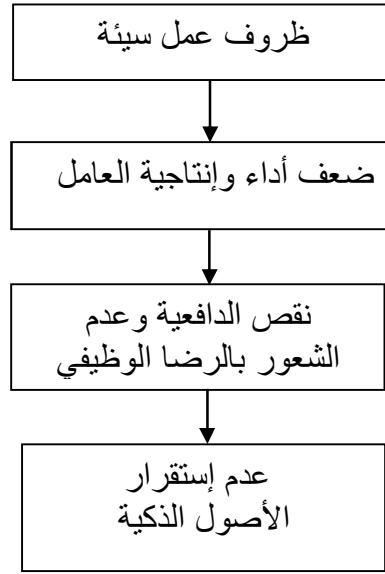 ظروف عمل سيئة
ضعف أداء وإنتاجية العامل
نقص الدافعية وعدم
الشعور بالرضا الوظيفي
عدم إستقرار
الأصول الذكية